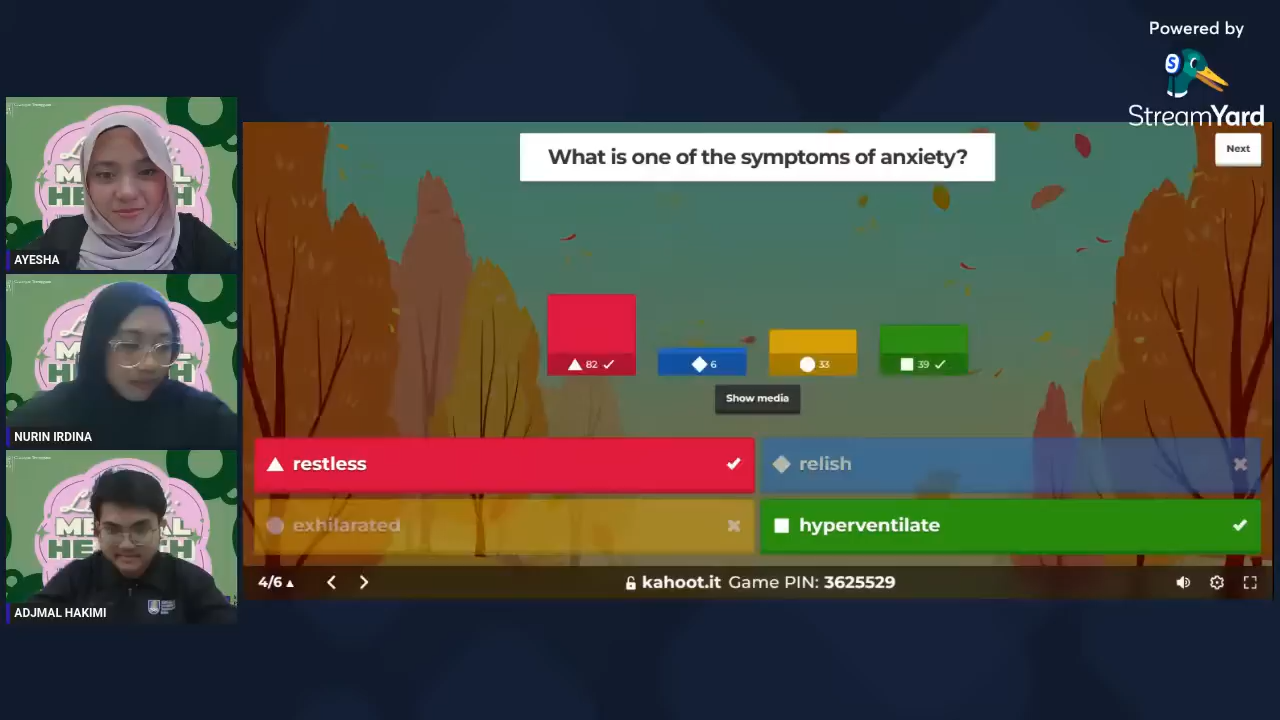 Powered by
StreamYard
What is one of the symptoms of anxiety?
Next
AYESHA
NURIN IRDINA
ADJMAL HAKIMI
82
6
33
39
Show media
restless
relish
exhilarated
hyperventilate
4/6
kahoot.it Game PIN: 3625529